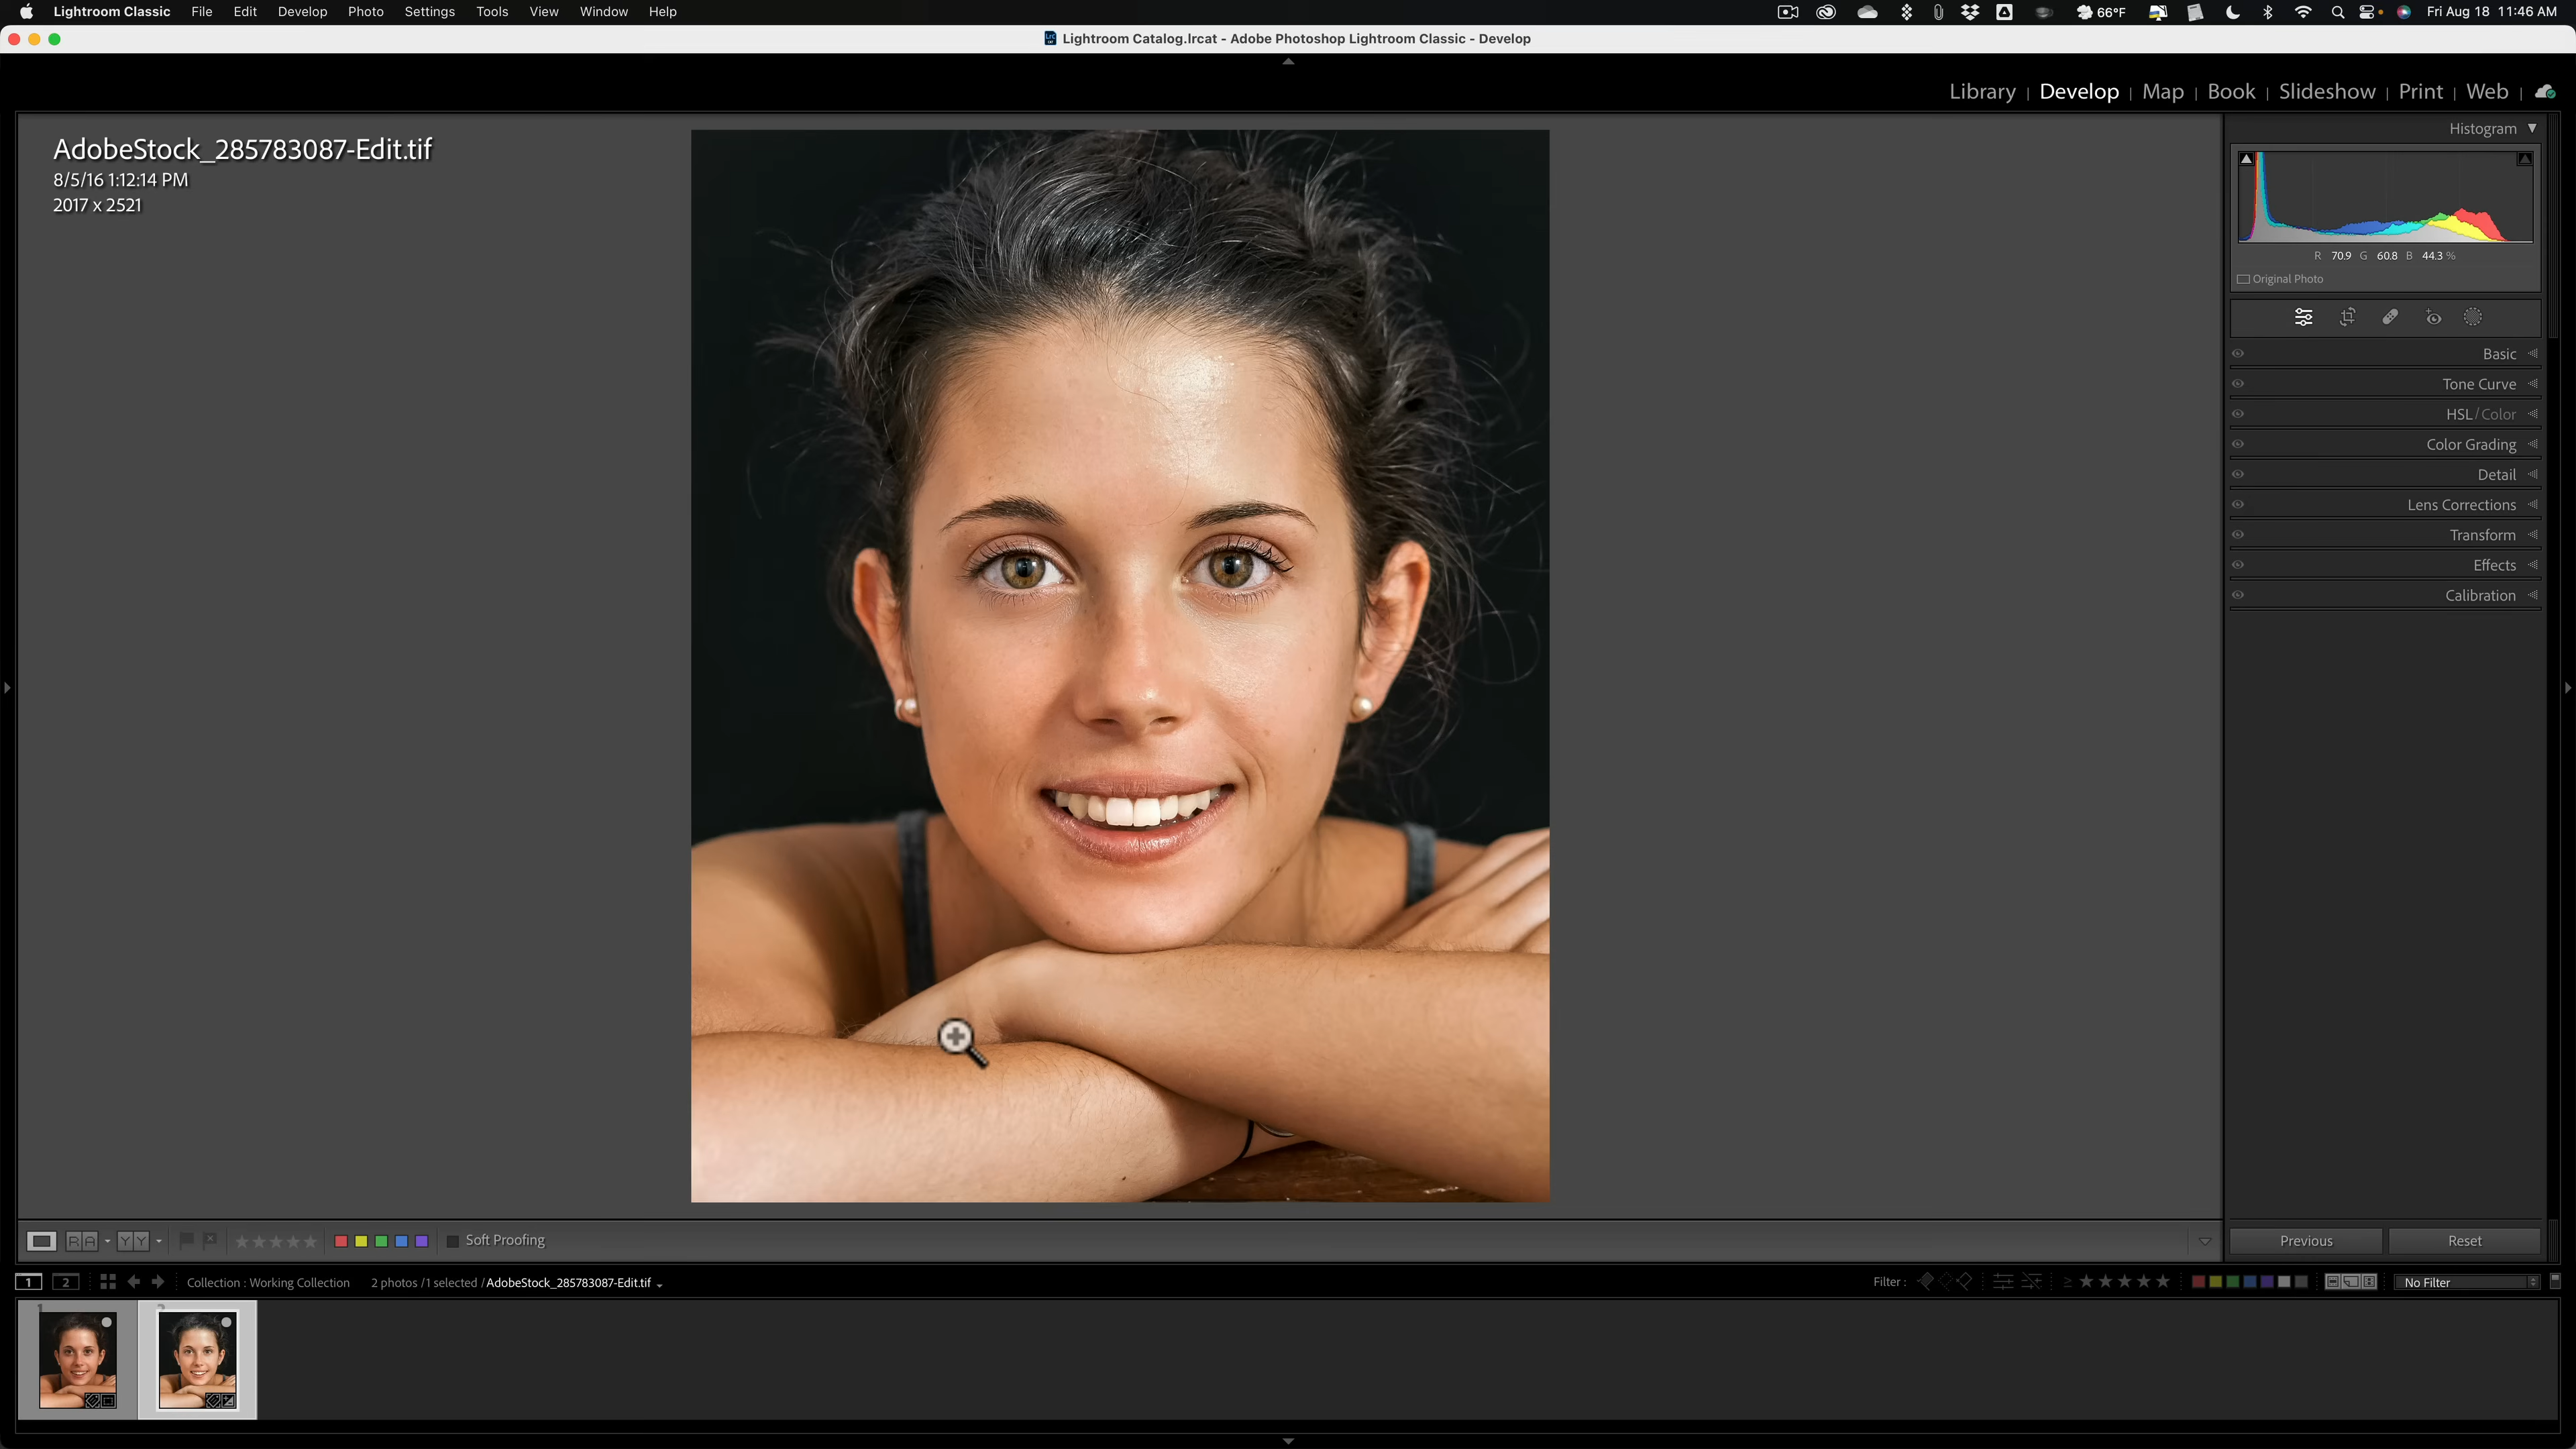 Lightroom Classic File Edit Develop Photo Settings Tools View Window Help 66°F Fri Aug 18 11:46 AM
Lightroom Catalog.lrcat - Adobe Photoshop Lightroom Classic - Develop
Library | Develop | Map | Book | Slideshow | Print | Web |
AdobeStock_285783087-Edit.tif
8/5/16 1:12:14 PM
2017 x 2521
Histogram
R 70.9 G 60.8 B 44.3 %
Original Photo
Basic
Tone Curve
HSL / Color
Color Grading
Detail
Lens Corrections
Transform
Effects
Calibration
R A Y Y Soft Proofing
Previous Reset
1 2 Collection : Working Collection 2 photos /1 selected / AdobeStock_285783087-Edit.tif Filter : ≥ No Filter
1